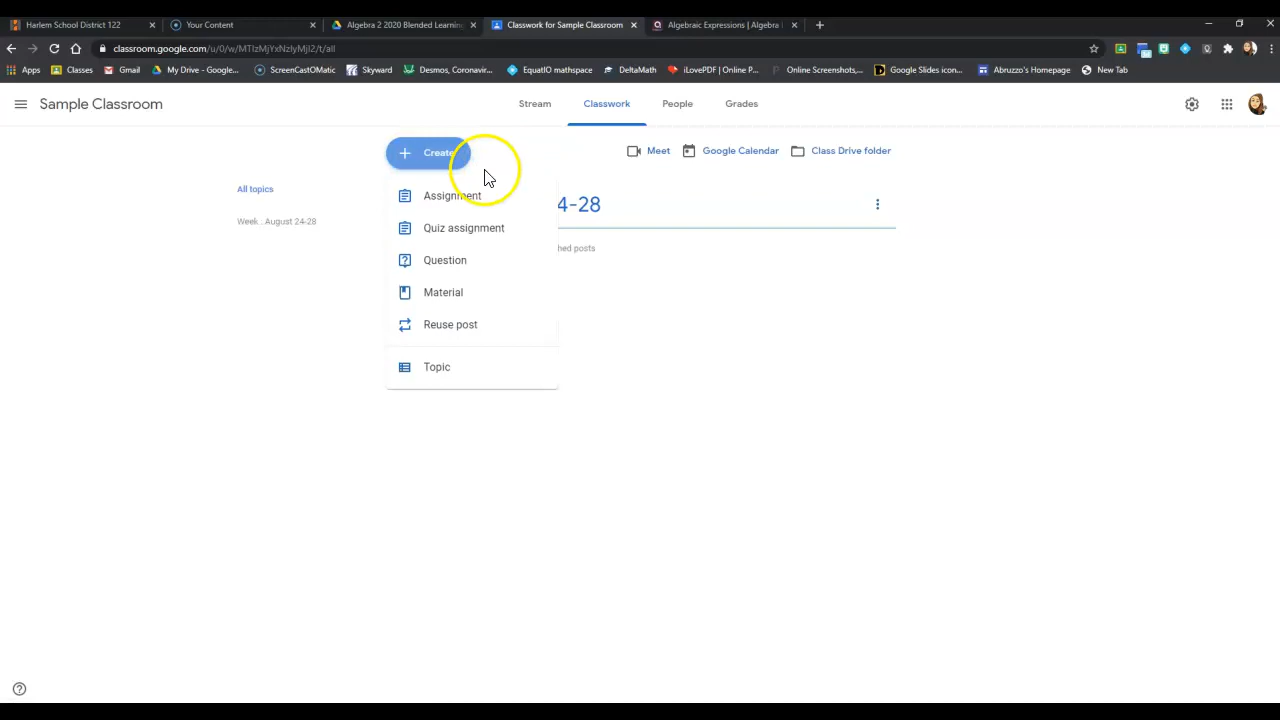 Harlem School District 122
Your Content
Algebra 2 2020 Blended Learning
Classwork for Sample Classroom
Algebraic Expressions | Algebra
classroom.google.com/u/0/w/MTIzMjYxNzIyMjI2/t/all
Apps
Classes
Gmail
My Drive - Google...
ScreenCastOMatic
Skyward
Desmos, Coronavir...
EquatIO mathspace
DeltaMath
iLovePDF | Online P...
Online Screenshots,...
Google Slides icon...
Abruzzo's Homepage
New Tab
Sample Classroom
Stream
Classwork
People
Grades
+ Create
Meet
Google Calendar
Class Drive folder
All topics
Week : August 24-28
Assignment
Quiz assignment
Question
Material
Reuse post
Topic
4-28
hed posts